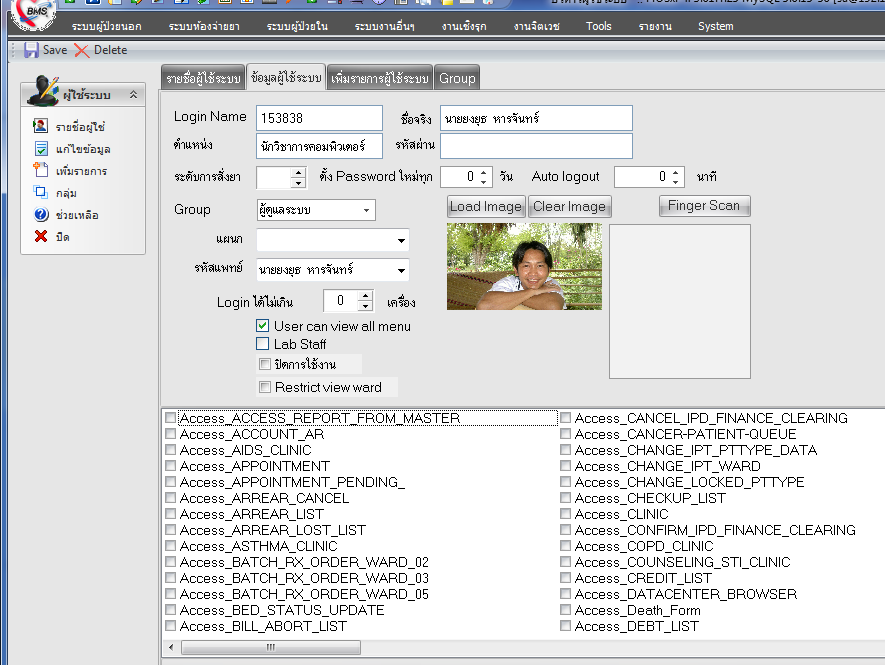 BMS
ระบบผู้ป่วยนอก ระบบห้องจ่ายยา ระบบผู้ป่วยใน ระบบงานอื่นๆ งานเชิงรุก งานจิตเวช Tools รายงาน System
Save Delete
ผู้ใช้ระบบ
รายชื่อผู้ใช้
แก้ไขข้อมูล
เพิ่มรายการ
กลุ่ม
ช่วยเหลือ
ปิด
รายชื่อผู้ใช้ระบบ ข้อมูลผู้ใช้ระบบ เพิ่มรายการผู้ใช้ระบบ Group
Login Name 153838 ชื่อจริง นายยงยุธ หารจันทร์
ตำแหน่ง นักวิชาการคอมพิวเตอร์ รหัสผ่าน
ระดับการสั่งยา ตั้ง Password ใหม่ทุก 0 วัน Auto logout 0 นาที
Group ผู้ดูแลระบบ Load Image Clear Image Finger Scan
แผนก
รหัสแพทย์ นายยงยุธ หารจันทร์
Login ได้ไม่เกิน 0 เครื่อง
User can view all menu
Lab Staff
ปิดการใช้งาน
Restrict view ward
Access_ACCESS_REPORT_FROM_MASTER Access_CANCEL_IPD_FINANCE_CLEARING
Access_ACCOUNT_AR Access_CANCER-PATIENT-QUEUE
Access_AIDS_CLINIC Access_CHANGE_IPT_PTTYPE_DATA
Access_APPOINTMENT Access_CHANGE_IPT_WARD
Access_APPOINTMENT_PENDING_ Access_CHANGE_LOCKED_PTTYPE
Access_ARREAR_CANCEL Access_CHECKUP_LIST
Access_ARREAR_LIST Access_CLINIC
Access_ARREAR_LOST_LIST Access_CONFIRM_IPD_FINANCE_CLEARING
Access_ASTHMA_CLINIC Access_COPD_CLINIC
Access_BATCH_RX_ORDER_WARD_02 Access_COUNSELING_STI_CLINIC
Access_BATCH_RX_ORDER_WARD_03 Access_CREDIT_LIST
Access_BATCH_RX_ORDER_WARD_05 Access_DATACENTER_BROWSER
Access_BED_STATUS_UPDATE Access_Death_Form
Access_BILL_ABORT_LIST Access_DEBT_LIST